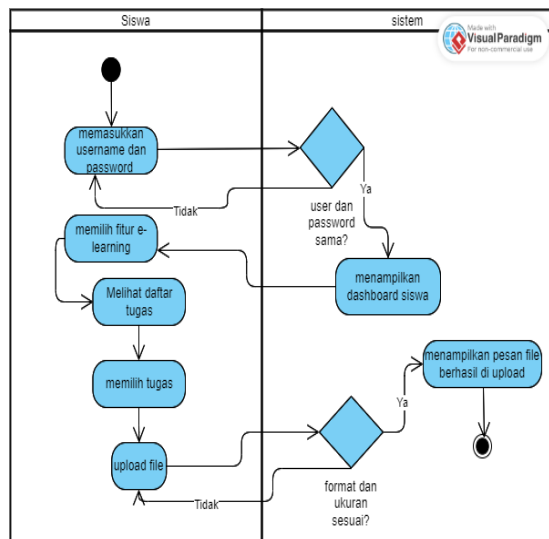 Siswa
sistem
Made with
Visual Paradigm
For non-commercial use
memasukkan
username dan
password
Ya
Tidak
user dan
password
sama?
memilih fitur e-
learning
menampilkan
dashboard siswa
Melihat daftar
tugas
menampilkan pesan file
berhasil di upload
memilih tugas
Ya
upload file
Tidak
format dan
ukuran
sesuai?